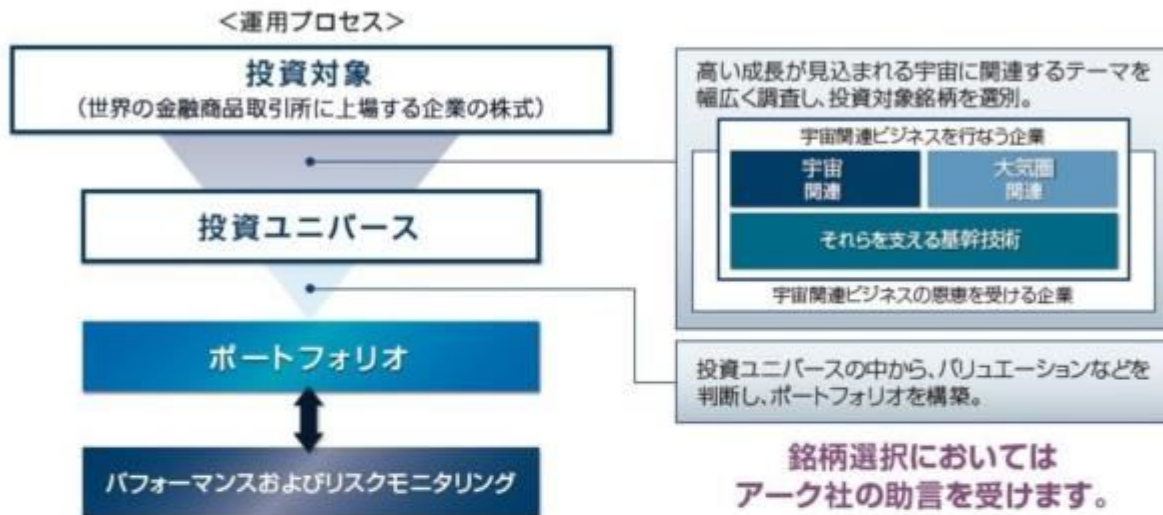 ＜運用プロセス＞
投資対象
（世界の金融商品取引所に上場する企業の株式）
投資ユニバース
ポートフォリオ
パフォーマンスおよびリスクモニタリング
高い成長が見込まれる宇宙に関連するテーマを
幅広く調査し、投資対象銘柄を選別。
宇宙関連ビジネスを行なう企業
宇宙
関連
大気圏
関連
それらを支える基幹技術
宇宙関連ビジネスの恩恵を受ける企業
投資ユニバースの中から、バリュエーションなどを
判断し、ポートフォリオを構築。
銘柄選択においては
アーク社の助言を受けます。